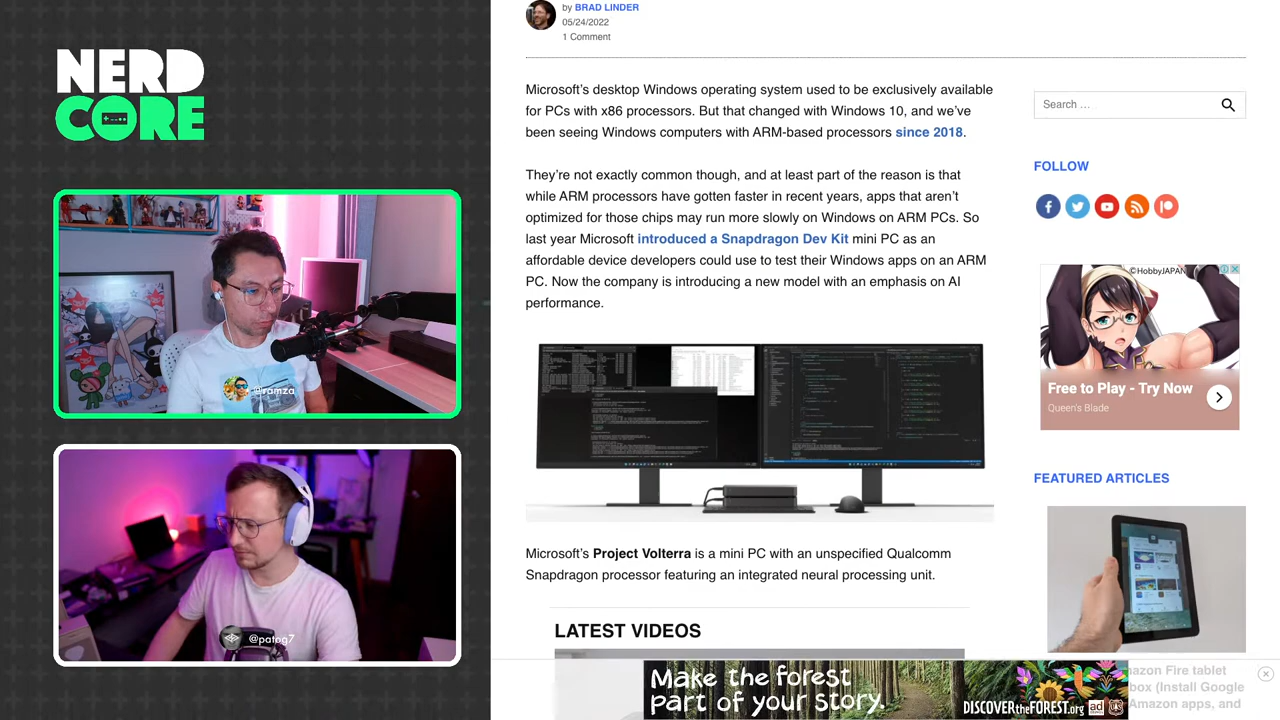 NERD
CORE
@ramza
@patog7
by BRAD LINDER
05/24/2022
1 Comment
Microsoft's desktop Windows operating system used to be exclusively available
for PCs with x86 processors. But that changed with Windows 10, and we've
been seeing Windows computers with ARM-based processors since 2018.
They're not exactly common though, and at least part of the reason is that
while ARM processors have gotten faster in recent years, apps that aren't
optimized for those chips may run more slowly on Windows on ARM PCs. So
last year Microsoft introduced a Snapdragon Dev Kit mini PC as an
affordable device developers could use to test their Windows apps on an ARM
PC. Now the company is introducing a new model with an emphasis on AI
performance.
Microsoft's Project Volterra is a mini PC with an unspecified Qualcomm
Snapdragon processor featuring an integrated neural processing unit.
LATEST VIDEOS
Search …
FOLLOW
©HobbyJAPAN
Free to Play - Try Now
Queen's Blade
FEATURED ARTICLES
mazon Fire tablet
box (Install Google
Amazon apps, and
Make the forest
part of your story.
DISCOVERtheFOREST.org
ad